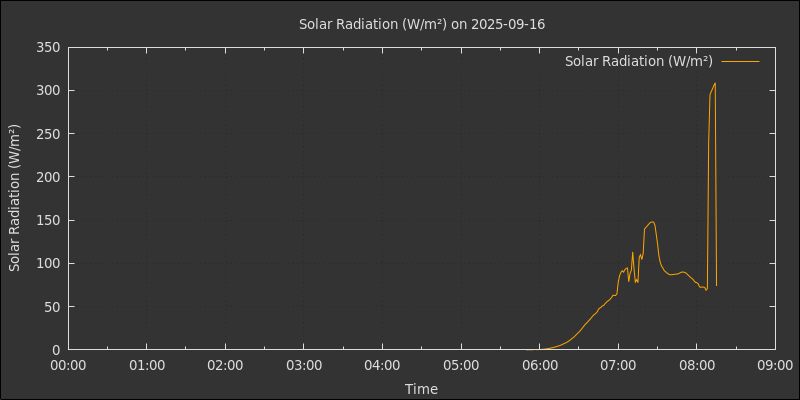 Solar Radiation (W/m²) on 2025-09-16
Solar Radiation (W/m²)
Solar Radiation (W/m²)
350
300
250
200
150
100
50
0
00:00 01:00 02:00 03:00 04:00 05:00 06:00 07:00 08:00 09:00
Time